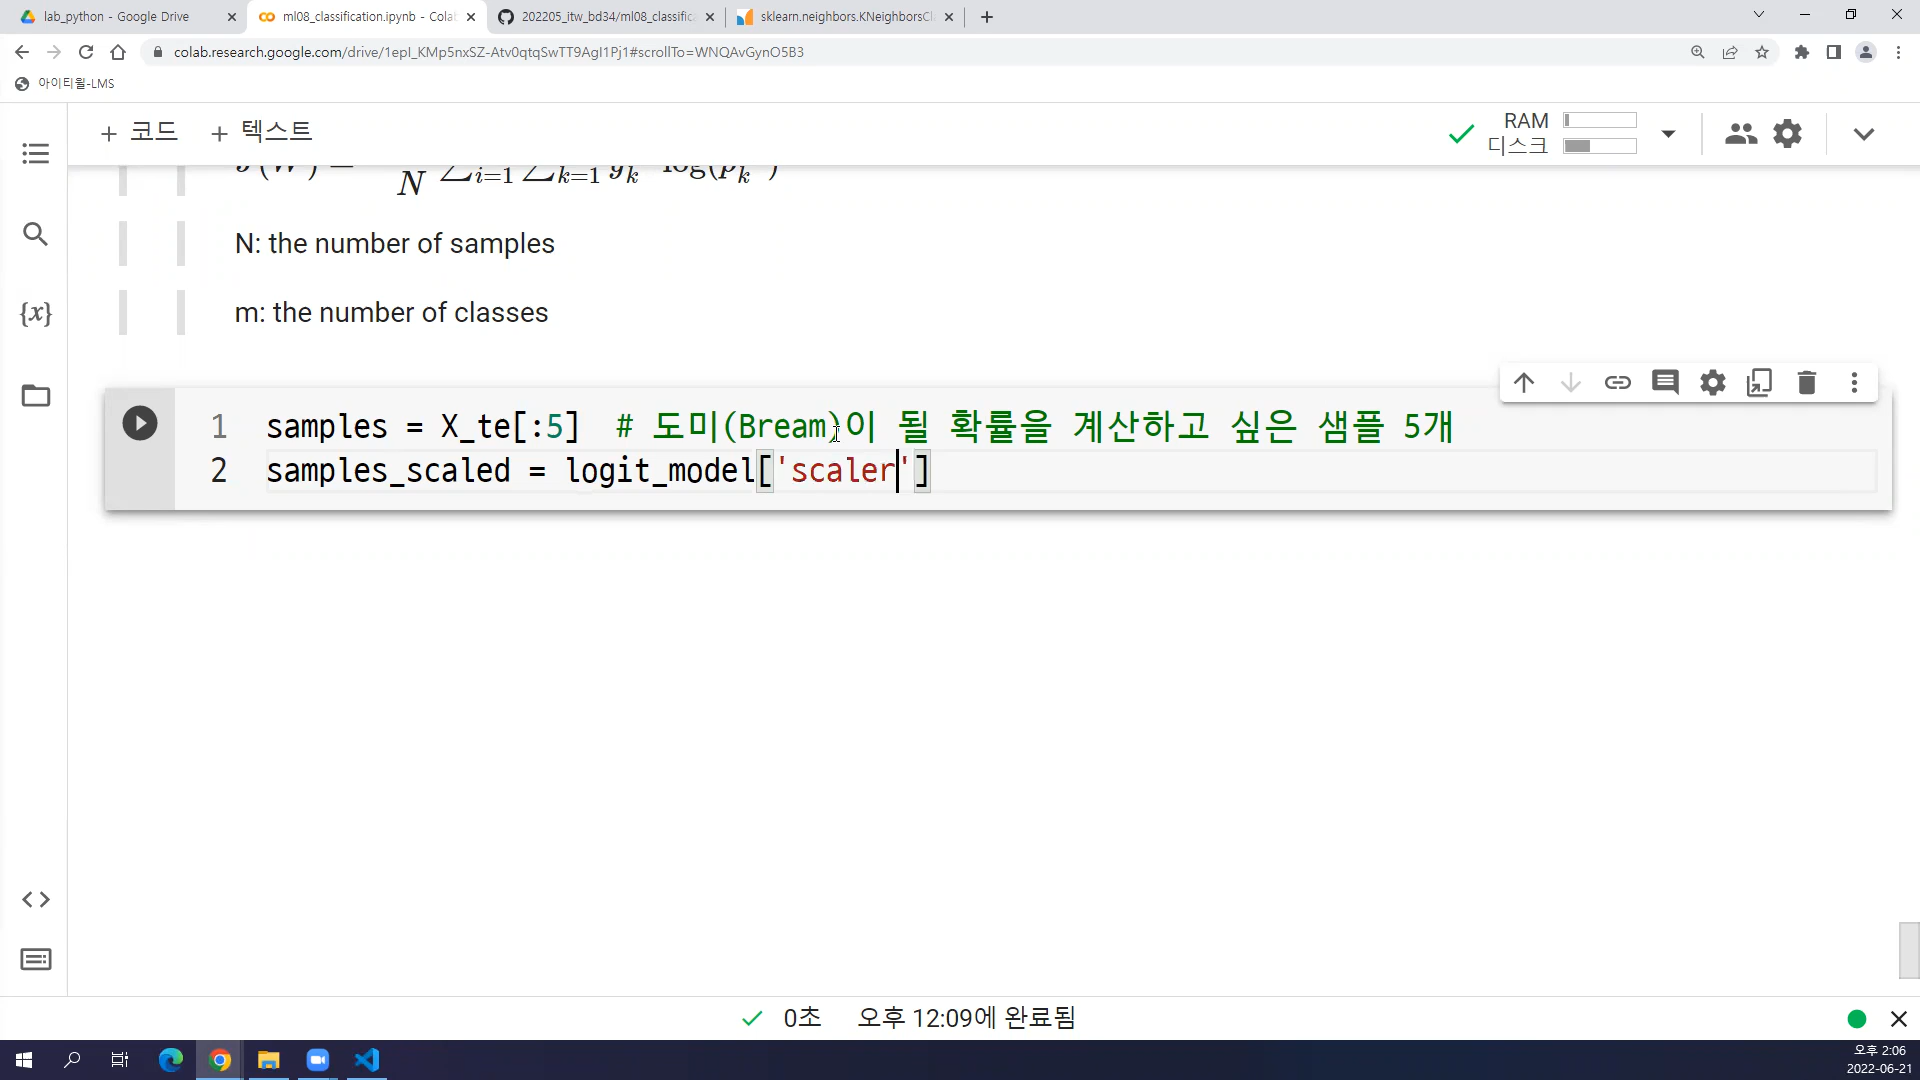 lab_python - Google Drive
ml08_classification.ipynb - Colab
202205_itw_bd34/ml08_classific
sklearn.neighbors.KNeighborsCl
colab.research.google.com/drive/1epI_KMp5nxSZ-Atv0qtqSwTT9AgI1Pj1#scrollTo=WNQAvGynO5B3
아이티윌-LMS
+ 코드 + 텍스트
RAM
디스크
N: the number of samples
m: the number of classes
1 samples = X_te[:5]  # 도미(Bream)이 될 확률을 계산하고 싶은 샘플 5개
2 samples_scaled = logit_model['scaler']
0초 오후 12:09에 완료됨
오후 2:06
2022-06-21